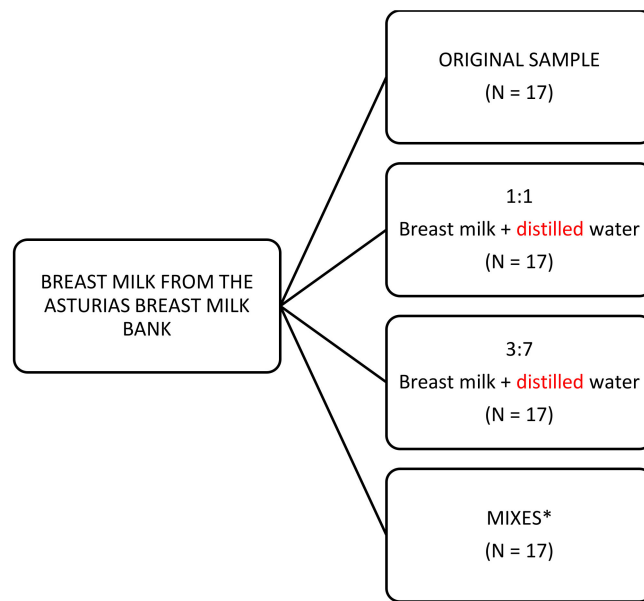 BREAST MILK FROM THE
ASTURIAS BREAST MILK
BANK
ORIGINAL SAMPLE
(N = 17)
1:1
Breast milk + distilled water
(N = 17)
3:7
Breast milk + distilled water
(N = 17)
MIXES*
(N = 17)